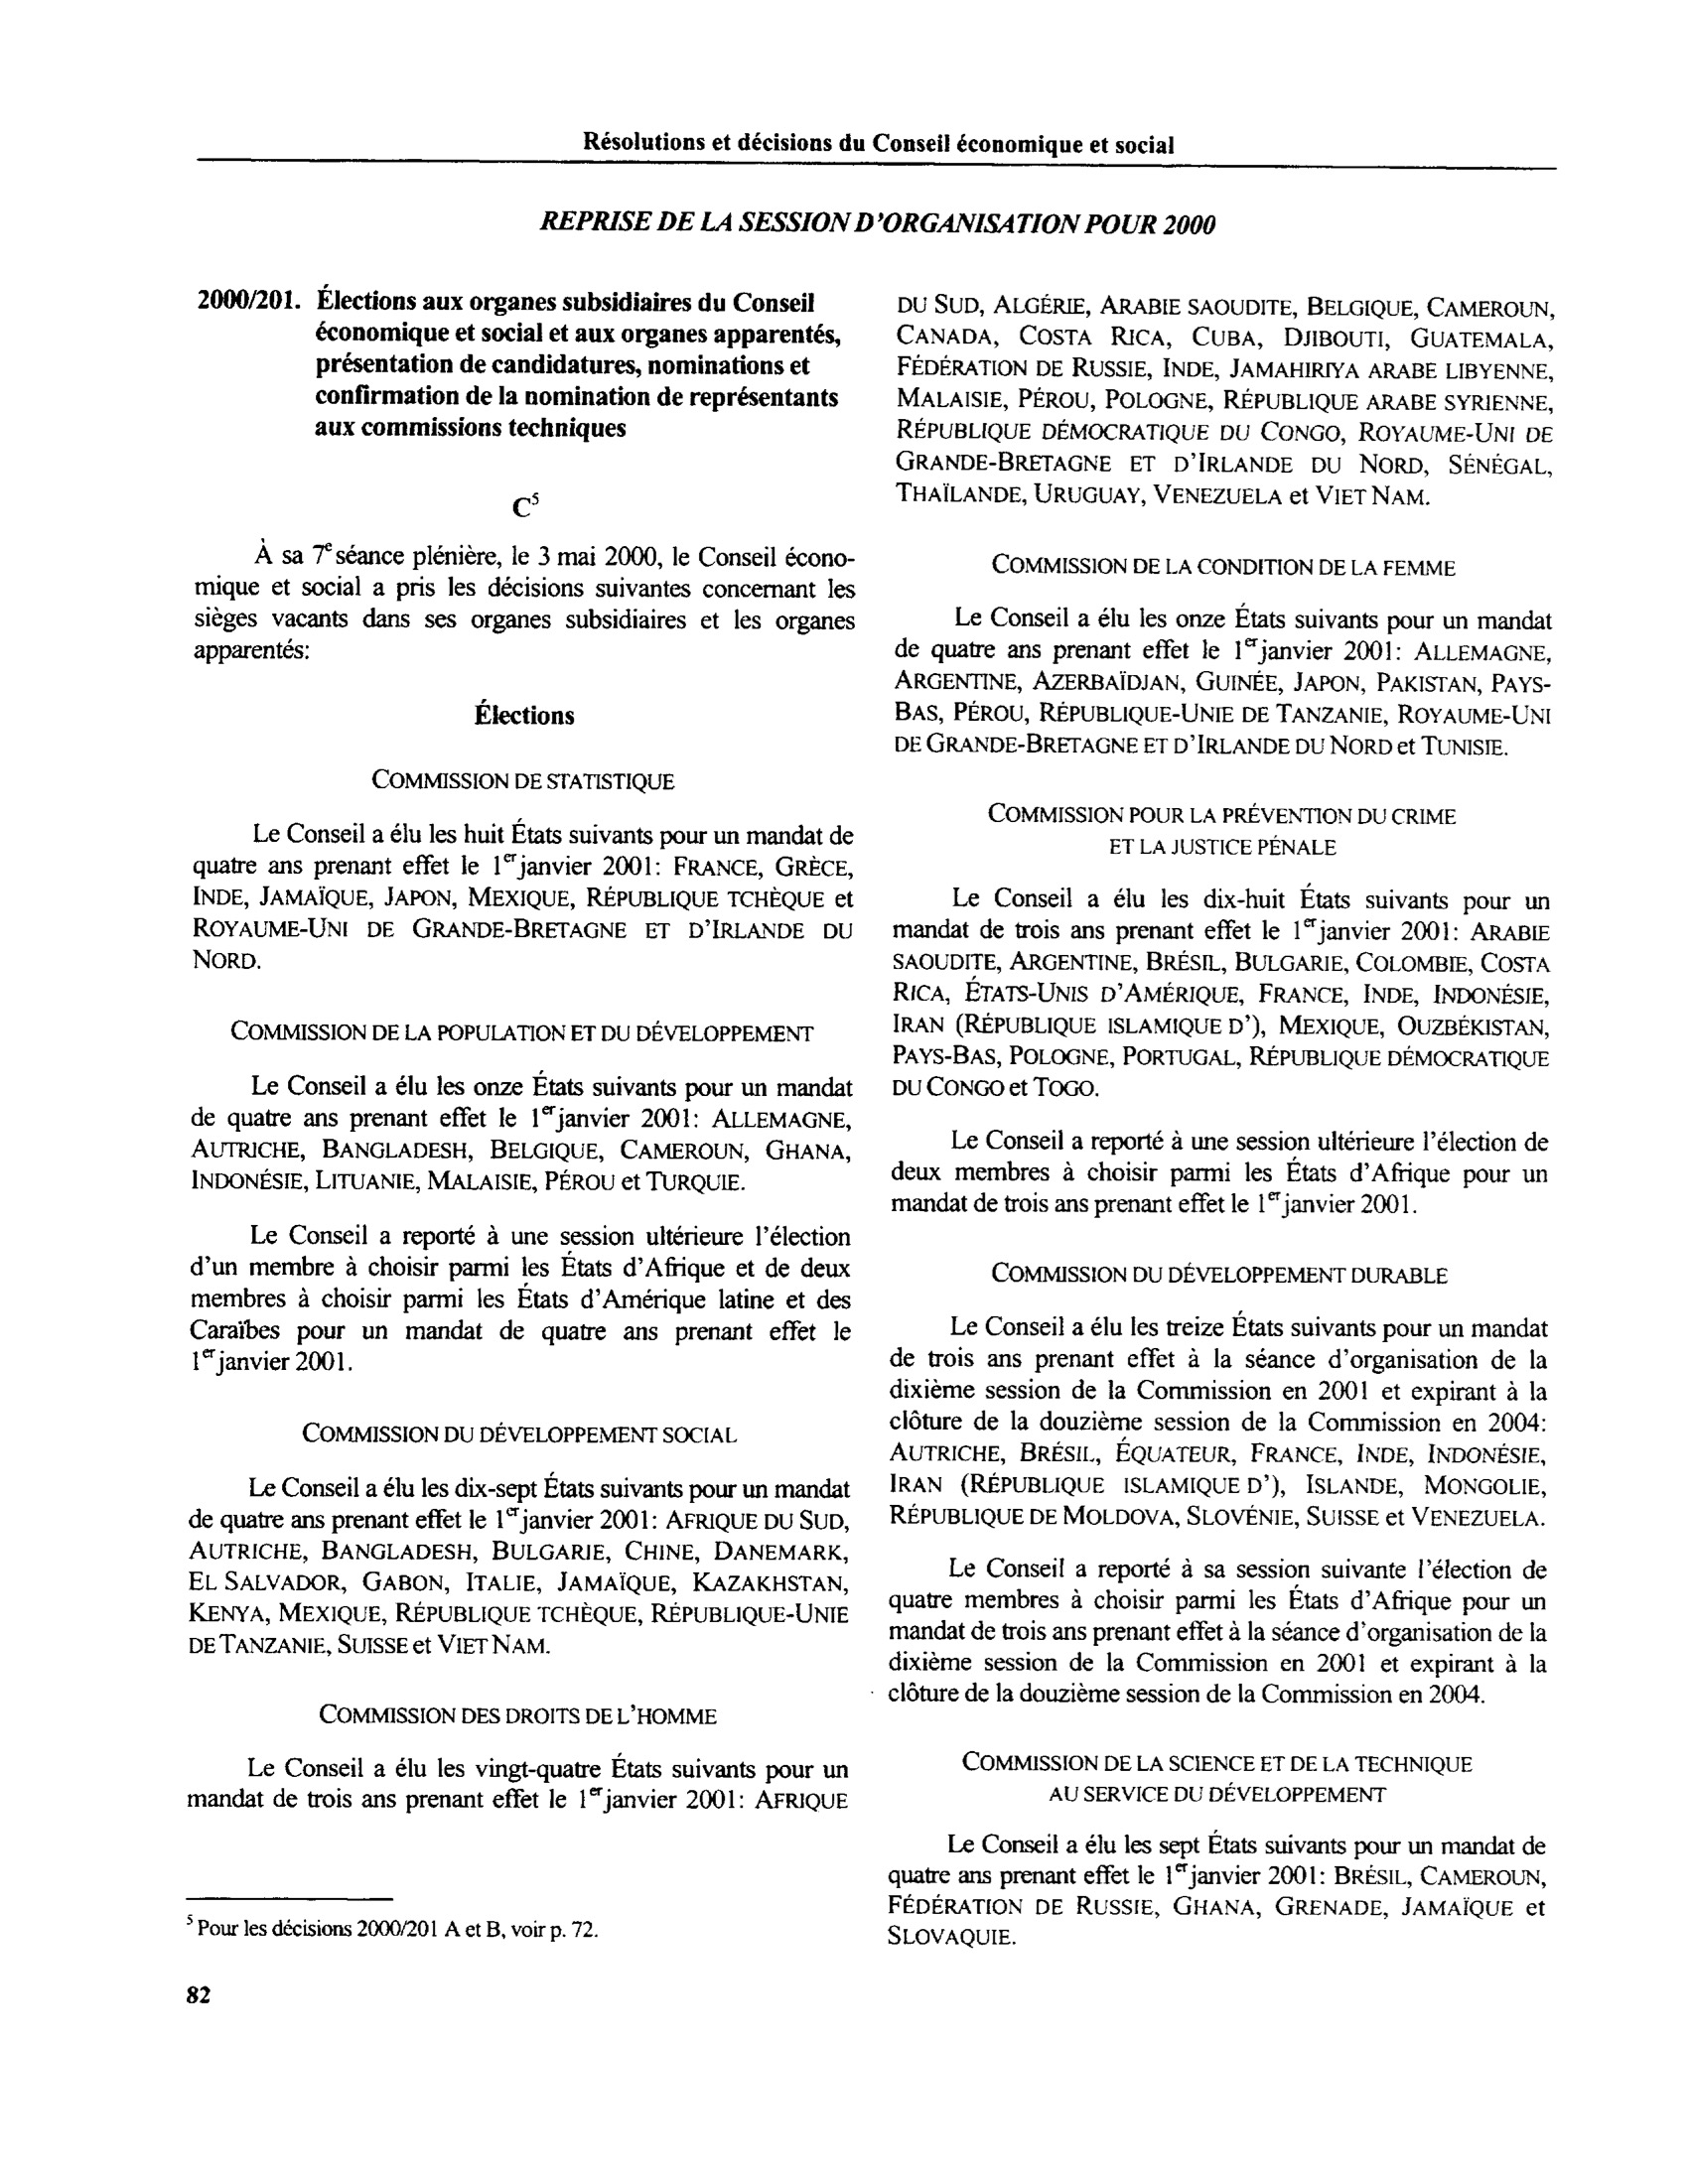 Résolutions et décisions du Conseil économique et social
REPRISE DE LA SESSION D'ORGANISATION POUR 2000
2000/201. Élections aux organes subsidiaires du Conseil
économique et social et aux organes apparentés,
présentation de candidatures, nominations et
confirmation de la nomination de représentants
aux commissions techniques
C⁵
À sa 7ᵉ séance plénière, le 3 mai 2000, le Conseil écono-
mique et social a pris les décisions suivantes concernant les
sièges vacants dans ses organes subsidiaires et les organes
apparentés:
Élections
COMMISSION DE STATISTIQUE
Le Conseil a élu les huit États suivants pour un mandat de
quatre ans prenant effet le 1ᵉʳ janvier 2001: FRANCE, GRÈCE,
INDE, JAMAÏQUE, JAPON, MEXIQUE, RÉPUBLIQUE TCHÈQUE et
ROYAUME-UNI DE GRANDE-BRETAGNE ET D'IRLANDE DU
NORD.
COMMISSION DE LA POPULATION ET DU DÉVELOPPEMENT
Le Conseil a élu les onze États suivants pour un mandat
de quatre ans prenant effet le 1ᵉʳ janvier 2001: ALLEMAGNE,
AUTRICHE, BANGLADESH, BELGIQUE, CAMEROUN, GHANA,
INDONÉSIE, LITUANIE, MALAISIE, PÉROU et TURQUIE.
Le Conseil a reporté à une session ultérieure l'élection
d'un membre à choisir parmi les États d'Afrique et de deux
membres à choisir parmi les États d'Amérique latine et des
Caraïbes pour un mandat de quatre ans prenant effet le
1ᵉʳ janvier 2001.
COMMISSION DU DÉVELOPPEMENT SOCIAL
Le Conseil a élu les dix-sept États suivants pour un mandat
de quatre ans prenant effet le 1ᵉʳ janvier 2001: AFRIQUE DU SUD,
AUTRICHE, BANGLADESH, BULGARIE, CHINE, DANEMARK,
EL SALVADOR, GABON, ITALIE, JAMAÏQUE, KAZAKHSTAN,
KENYA, MEXIQUE, RÉPUBLIQUE TCHÈQUE, RÉPUBLIQUE-UNIE
DE TANZANIE, SUISSE et VIET NAM.
COMMISSION DES DROITS DE L'HOMME
Le Conseil a élu les vingt-quatre États suivants pour un
mandat de trois ans prenant effet le 1ᵉʳ janvier 2001: AFRIQUE
⁵ Pour les décisions 2000/201 A et B, voir p. 72.
82
DU SUD, ALGÉRIE, ARABIE SAOUDITE, BELGIQUE, CAMEROUN,
CANADA, COSTA RICA, CUBA, DJIBOUTI, GUATEMALA,
FÉDÉRATION DE RUSSIE, INDE, JAMAHIRIYA ARABE LIBYENNE,
MALAISIE, PÉROU, POLOGNE, RÉPUBLIQUE ARABE SYRIENNE,
RÉPUBLIQUE DÉMOCRATIQUE DU CONGO, ROYAUME-UNI DE
GRANDE-BRETAGNE ET D'IRLANDE DU NORD, SÉNÉGAL,
THAÏLANDE, URUGUAY, VENEZUELA et VIET NAM.
COMMISSION DE LA CONDITION DE LA FEMME
Le Conseil a élu les onze États suivants pour un mandat
de quatre ans prenant effet le 1ᵉʳ janvier 2001: ALLEMAGNE,
ARGENTINE, AZERBAÏDJAN, GUINÉE, JAPON, PAKISTAN, PAYS-
BAS, PÉROU, RÉPUBLIQUE-UNIE DE TANZANIE, ROYAUME-UNI
DE GRANDE-BRETAGNE ET D'IRLANDE DU NORD et TUNISIE.
COMMISSION POUR LA PRÉVENTION DU CRIME
ET LA JUSTICE PÉNALE
Le Conseil a élu les dix-huit États suivants pour un
mandat de trois ans prenant effet le 1ᵉʳ janvier 2001: ARABIE
SAOUDITE, ARGENTINE, BRÉSIL, BULGARIE, COLOMBIE, COSTA
RICA, ÉTATS-UNIS D'AMÉRIQUE, FRANCE, INDE, INDONÉSIE,
IRAN (RÉPUBLIQUE ISLAMIQUE D'), MEXIQUE, OUZBÉKISTAN,
PAYS-BAS, POLOGNE, PORTUGAL, RÉPUBLIQUE DÉMOCRATIQUE
DU CONGO et TOGO.
Le Conseil a reporté à une session ultérieure l'élection de
deux membres à choisir parmi les États d'Afrique pour un
mandat de trois ans prenant effet le 1ᵉʳ janvier 2001.
COMMISSION DU DÉVELOPPEMENT DURABLE
Le Conseil a élu les treize États suivants pour un mandat
de trois ans prenant effet à la séance d'organisation de la
dixième session de la Commission en 2001 et expirant à la
clôture de la douzième session de la Commission en 2004:
AUTRICHE, BRÉSIL, ÉQUATEUR, FRANCE, INDE, INDONÉSIE,
IRAN (RÉPUBLIQUE ISLAMIQUE D'), ISLANDE, MONGOLIE,
RÉPUBLIQUE DE MOLDOVA, SLOVÉNIE, SUISSE et VENEZUELA.
Le Conseil a reporté à sa session suivante l'élection de
quatre membres à choisir parmi les États d'Afrique pour un
mandat de trois ans prenant effet à la séance d'organisation de la
dixième session de la Commission en 2001 et expirant à la
clôture de la douzième session de la Commission en 2004.
COMMISSION DE LA SCIENCE ET DE LA TECHNIQUE
AU SERVICE DU DÉVELOPPEMENT
Le Conseil a élu les sept États suivants pour un mandat de
quatre ans prenant effet le 1ᵉʳ janvier 2001: BRÉSIL, CAMEROUN,
FÉDÉRATION DE RUSSIE, GHANA, GRENADE, JAMAÏQUE et
SLOVAQUIE.